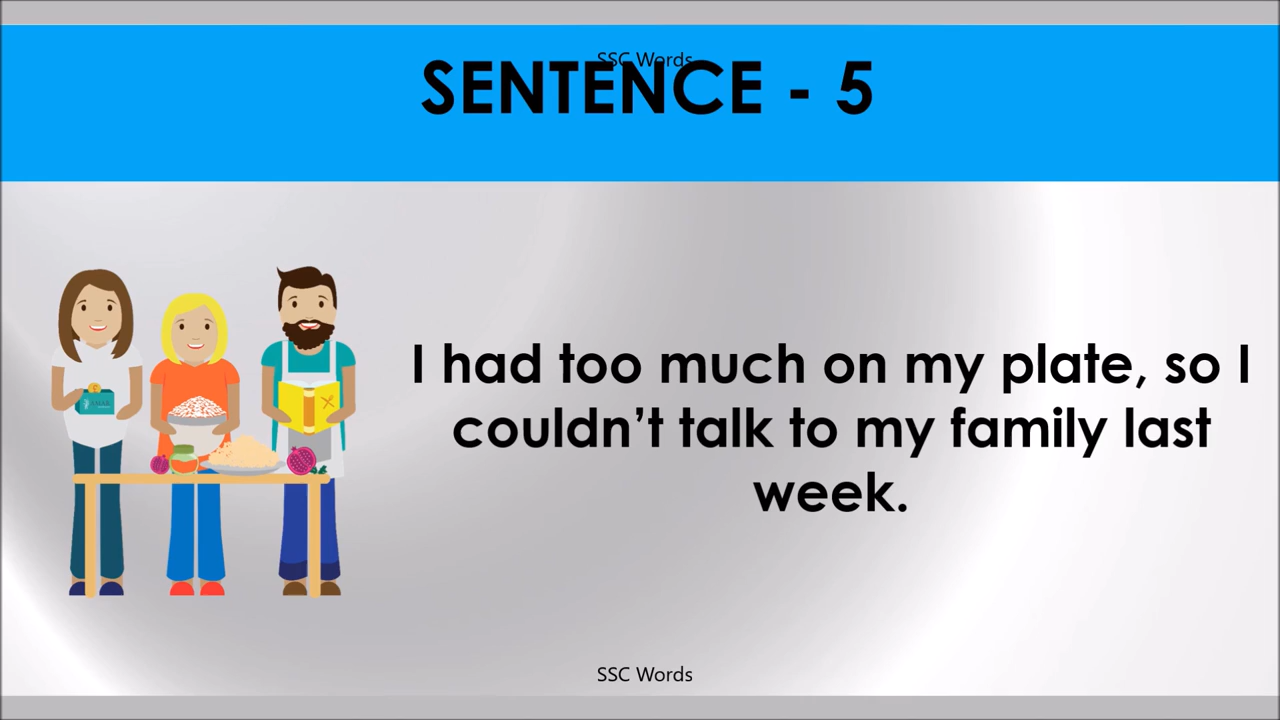 SSC Words
SENTENCE - 5
I had too much on my plate, so I
couldn’t talk to my family last
week.
SSC Words